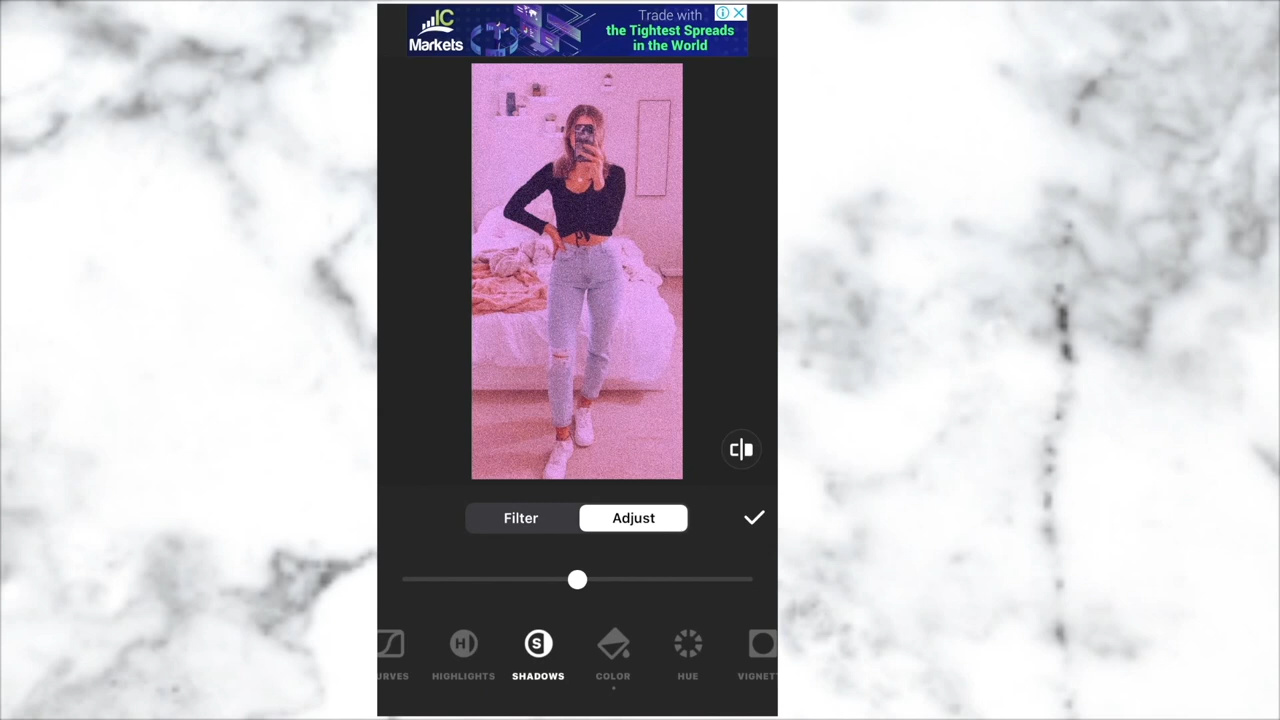 IC
Markets
Trade with
the Tightest Spreads
in the World
Filter
Adjust
H
S
URVES
HIGHLIGHTS
SHADOWS
COLOR
HUE
VIGNET